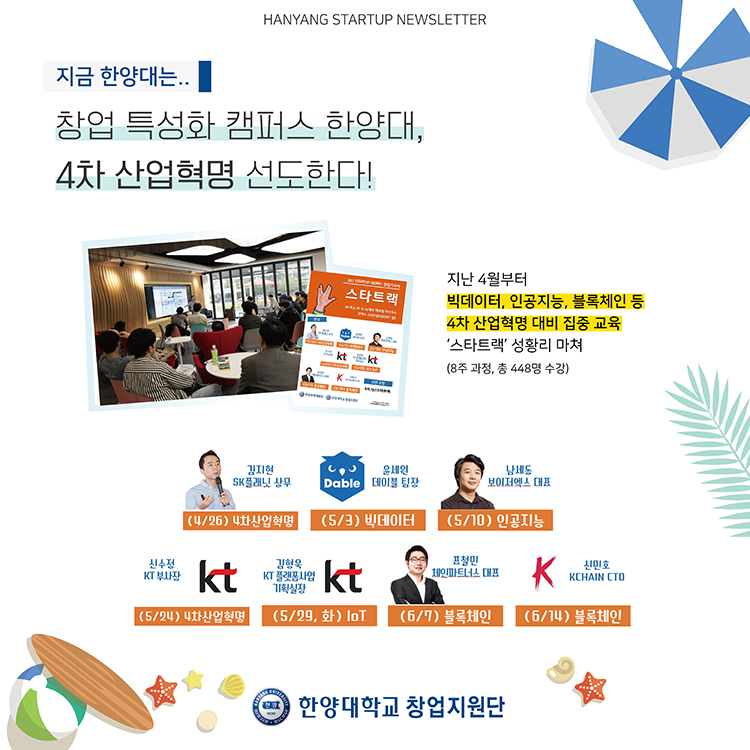 HANYANG STARTUP NEWSLETTER
지금 한양대는..
창업 특성화 캠퍼스 한양대,
4차 산업혁명 선도한다!
스타트랙
지난 4월부터
빅데이터, 인공지능, 블록체인 등
4차 산업혁명 대비 집중 교육
‘스타트랙’ 성황리 마쳐
(8주 과정, 총 448명 수강)
kt
kt
김지현
SK플래닛 상무
(4/26) 4차산업혁명
Dable
윤세원
데이블 팀장
(5/3) 빅데이터
남세동
보이저엑스 대표
(5/10) 인공지능
신수정
KT 부사장
kt
(5/24) 4차산업혁명
김형욱
KT 플랫폼사업
기획실장
kt
(5/29, 화) IoT
표철민
체인파트너스 대표
(6/7) 블록체인
K
신민호
KCHAIN CTO
(6/14) 블록체인
한양대학교 창업지원단